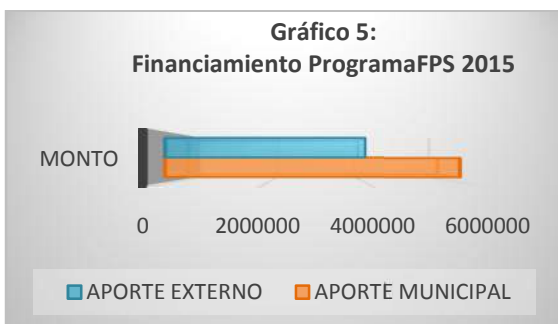 Gráfico 5:
Financiamiento ProgramaFPS 2015
MONTO
0 2000000 4000000 6000000
APORTE EXTERNO APORTE MUNICIPAL